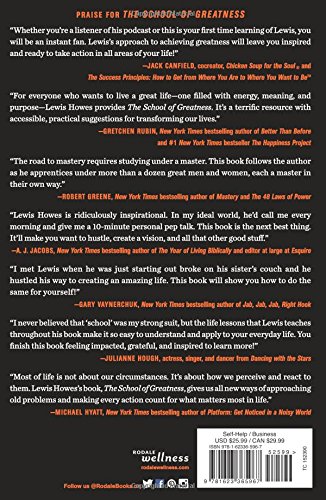 PRAISE FOR THE SCHOOL OF GREATNESS
"Whether you're a listener of his podcast or this is your first time learning of Lewis, you
will be an instant fan. Lewis's approach to achieving greatness will leave you inspired
and ready to take action in all areas of your life!"
—JACK CANFIELD, cocreator, Chicken Soup for the Soul® and
The Success Principles: How to Get from Where You Are to Where You Want to Be™
"For everyone who wants to live a great life—one filled with energy, meaning, and
purpose—Lewis Howes provides The School of Greatness. It's a terrific resource with
accessible, practical suggestions for transforming our lives."
—GRETCHEN RUBIN, New York Times bestselling author of Better Than Before
and #1 New York Times bestseller The Happiness Project
"The road to mastery requires studying under a master. This book follows the author
as he apprentices under more than a dozen great men and women, each a master in
their own way."
—ROBERT GREENE, New York Times bestselling author of Mastery and The 48 Laws of Power
"Lewis Howes is ridiculously inspirational. In my ideal world, he'd call me every
morning and give me a 10-minute personal pep talk. This book is the next best thing.
It'll make you want to hustle, create a vision, and all that other good stuff."
—A. J. JACOBS, New York Times bestselling author of The Year of Living Biblically and editor at large at Esquire
"I met Lewis when he was just starting out broke on his sister's couch and he
hustled his way to creating an amazing life. This book will show you how to do the
same for yourself!"
—GARY VAYNERCHUK, New York Times bestselling author of Jab, Jab, Jab, Right Hook
"I never believed that 'school' was my strong suit, but the life lessons that Lewis teaches
throughout his book make it so easy to understand and apply to your everyday life. You
finish this book feeling impacted, grateful, and inspired to learn more!"
—JULIANNE HOUGH, actress, singer, and dancer from Dancing with the Stars
"Most of life is not about our circumstances. It's about how we perceive and react to
them. Lewis Howes's book, The School of Greatness, gives us all new ways of approaching
old problems and making every action count for what matters most in life."
—MICHAEL HYATT, New York Times bestselling author of Platform: Get Noticed in a Noisy World
RODALE
wellness
rodalewellness.com
Follow us @RodaleBooks
Self-Help / Business
US $25.99 / CAN $29.99
ISBN 978-1-62336-596-7
52599
9 781623 365967
TC 152390